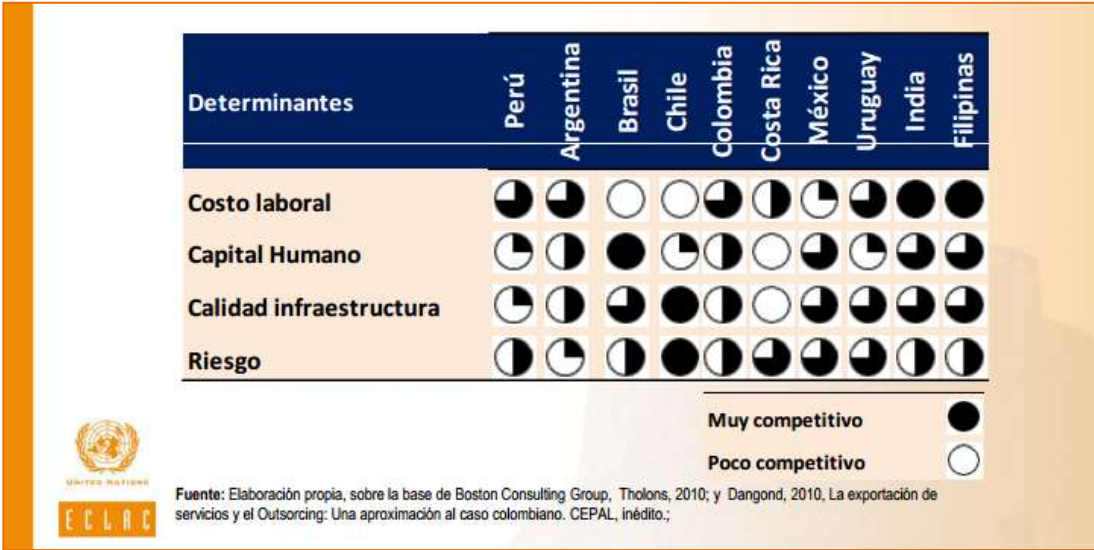 Determinantes
Perú
Argentina
Brasil
Chile
Colombia
Costa Rica
México
Uruguay
India
Filipinas
Costo laboral
Capital Humano
Calidad infraestructura
Riesgo
Muy competitivo
Poco competitivo
UNITED NATIONS
ECLAC
Fuente: Elaboración propia, sobre la base de Boston Consulting Group, Tholons, 2010; y Dangond, 2010, La exportación de
servicios y el Outsorcing: Una aproximación al caso colombiano. CEPAL, inédito.;